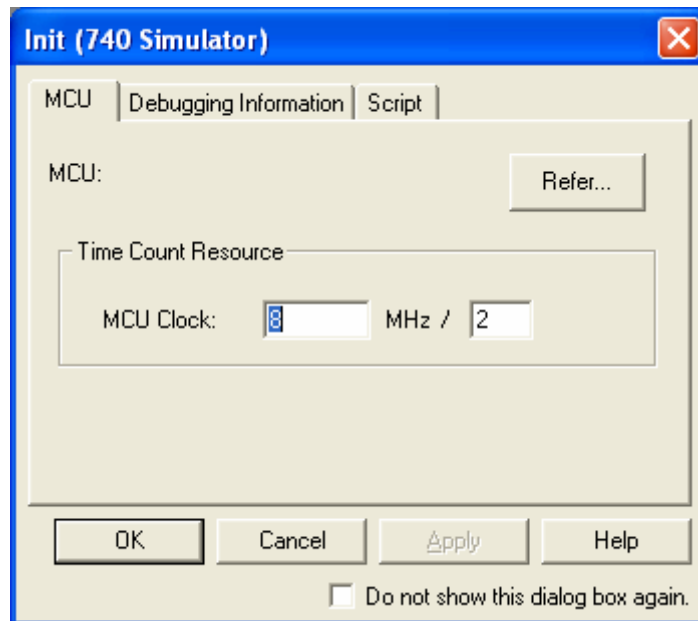 Init (740 Simulator)
MCU Debugging Information Script
MCU: Refer...
Time Count Resource
MCU Clock: 8 MHz / 2
OK Cancel Apply Help
Do not show this dialog box again.